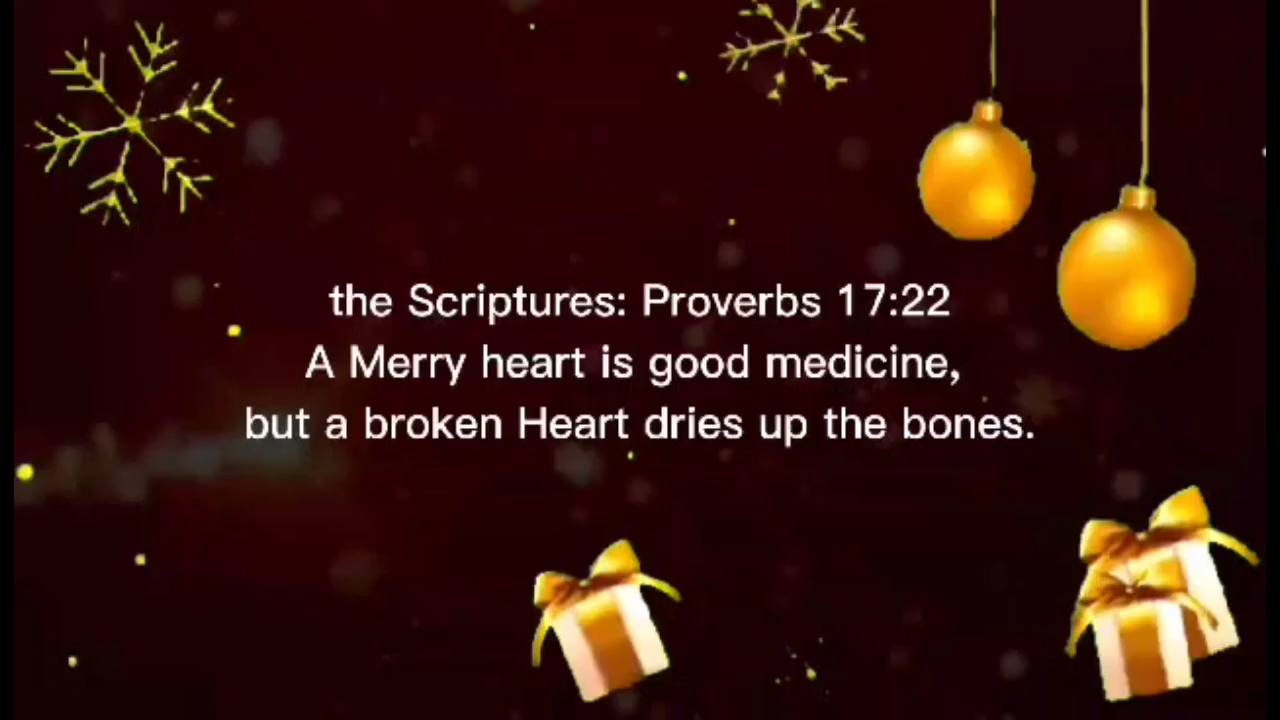 the Scriptures: Proverbs 17:22
A Merry heart is good medicine,
but a broken Heart dries up the bones.